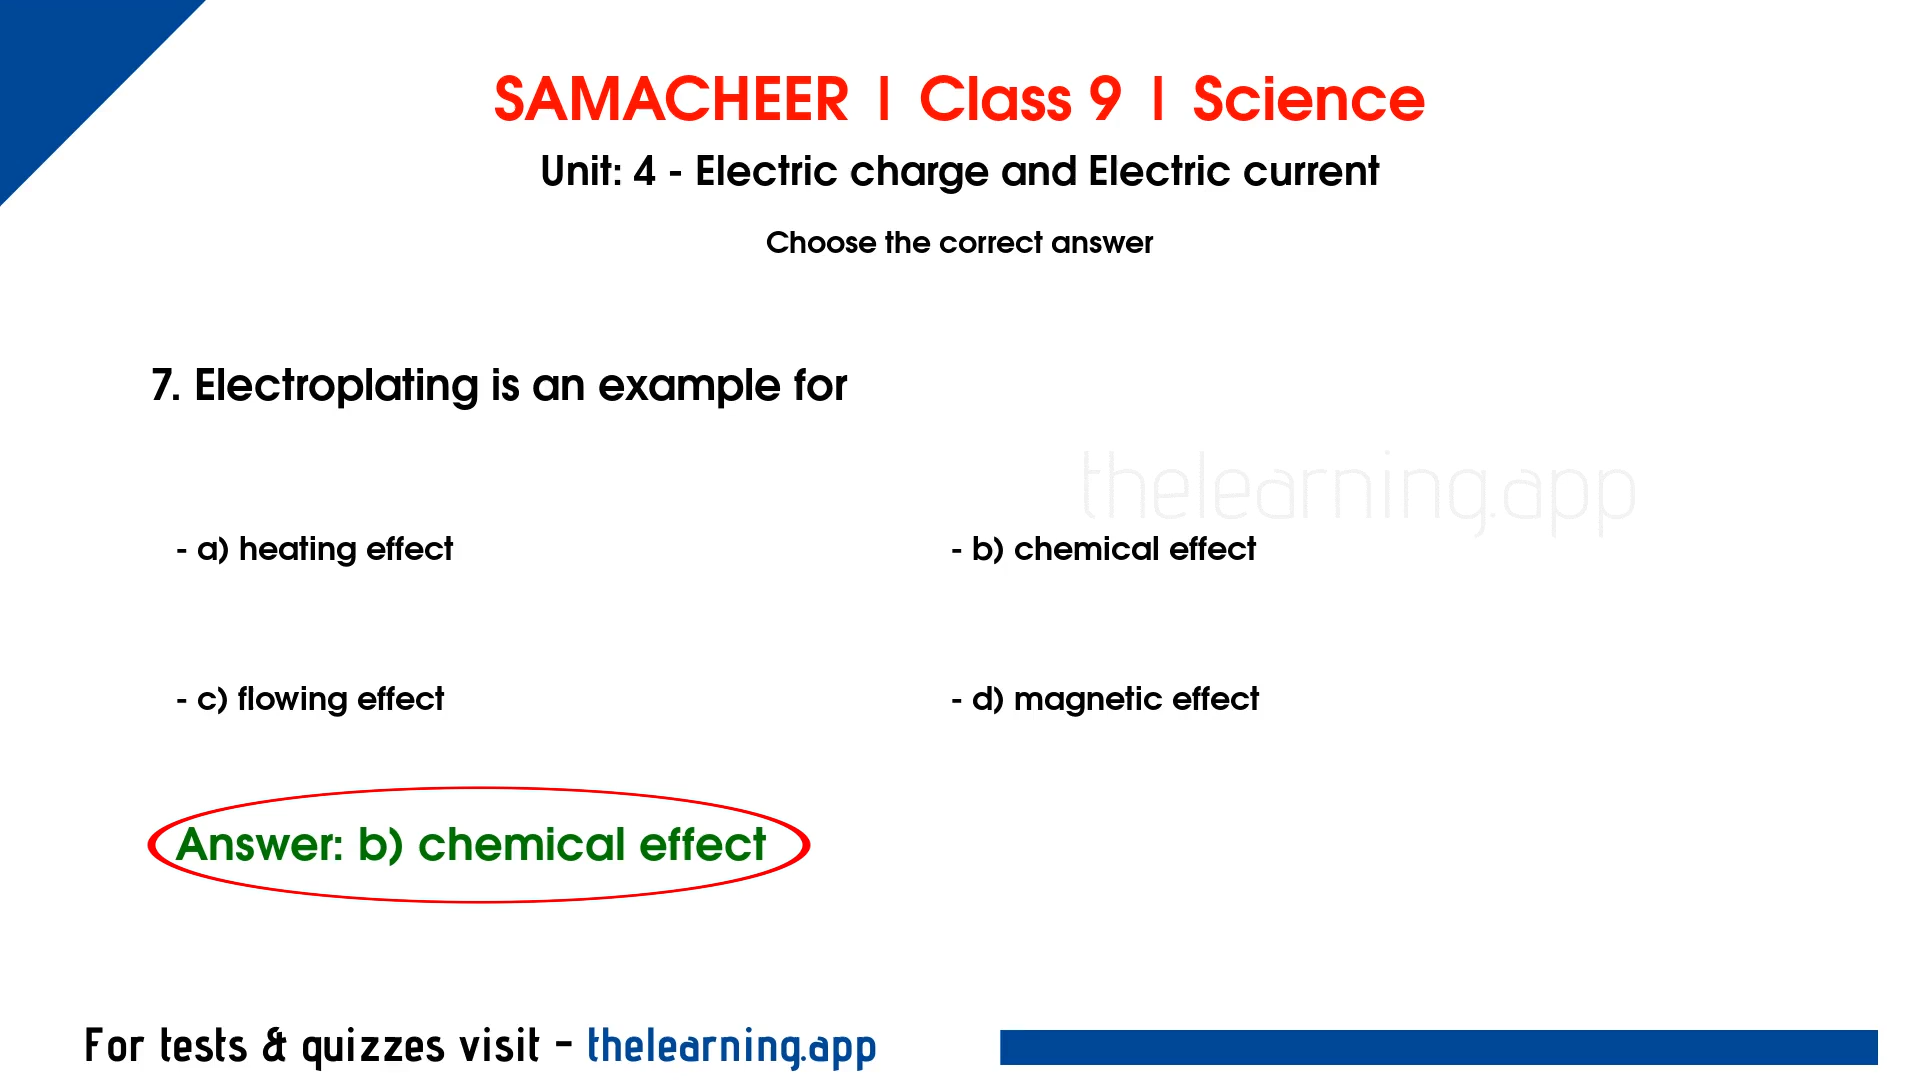 SAMACHEER | Class 9 | Science
Unit: 4 - Electric charge and Electric current
Choose the correct answer
7. Electroplating is an example for
thelearning.app
- a) heating effect
- b) chemical effect
- c) flowing effect
- d) magnetic effect
Answer: b) chemical effect
For tests & quizzes visit - thelearning.app